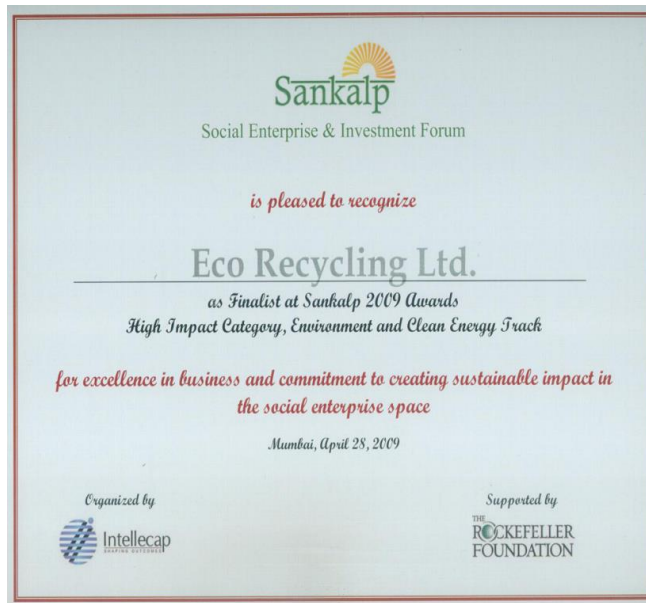 Sankalp
Social Enterprise & Investment Forum
is pleased to recognize
Eco Recycling Ltd.
as Finalist at Sankalp 2009 Awards
High Impact Category, Environment and Clean Energy Track
for excellence in business and commitment to creating sustainable impact in
the social enterprise space
Mumbai, April 28, 2009
Organized by
Intellecap
SHAPING OUTCOMES
Supported by
THE
ROCKEFELLER
FOUNDATION